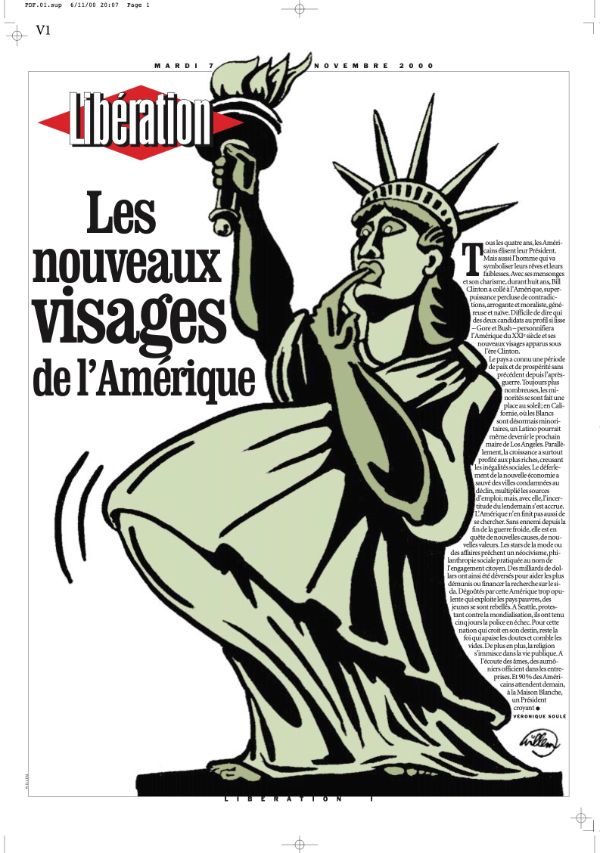 PDF.01.sup 6/11/00 20:07 Page 1
V1
MARDI 7 NOVEMBRE 2000
Libération
Les
nouveaux
visages
de l'Amérique
Tous les quatre ans, les Améri-
cains élisent leur Président.
Mais aussi l'homme qui va
symboliser leurs rêves et leurs
faiblesses. Avec ses mensonges
et son charisme, durant huit ans, Bill
Clinton a collé à l'Amérique, super-
puissance percluse de contradic-
tions, arrogante et moraliste, géné-
reuse et naïve. Difficile de dire qui
des deux candidats au profil si lisse
– Gore et Bush – personnifiera
l'Amérique du XXIe siècle et ses
nouveaux visages apparus sous
l'ère Clinton.
Le pays a connu une période
de paix et de prospérité sans
précédent depuis l'après-
guerre. Toujours plus
nombreuses, les mi-
norités se sont fait une
place au soleil; en Cali-
fornie, où les Blancs
sont désormais minori-
taires, un Latino pourrait
même devenir le prochain
maire de Los Angeles. Parallè-
lement, la croissance a surtout
profité aux plus riches, creusant
les inégalités sociales. Le déferle-
ment de la nouvelle économie a
sauvé des villes condamnées au
déclin, multiplié les sources
d'emploi; mais, avec elle, l'incer-
titude du lendemain s'est accrue.
L'Amérique n'en finit pas aussi de
se chercher. Sans ennemi depuis la
fin de la guerre froide, elle est en
quête de nouvelles causes, de nou-
velles valeurs. Les stars de la mode ou
des affaires prêchent un néocivisme, phi-
lanthropie sociale pratiquée au nom de
l'engagement citoyen. Des milliards de dol-
lars ont ainsi été déversés pour aider les plus
démunis ou financer la recherche sur le si-
da. Dégoûtés par cette Amérique trop opu-
lente qui exploite les pays pauvres, des
jeunes se sont rebellés. A Seattle, protes-
tant contre la mondialisation, ils ont tenu
cinq jours la police en échec. Pour cette
nation qui croit en son destin, reste la
foi qui apaise les doutes et comble les
vides. De plus en plus, la religion
s'immisce dans la vie publique. A
l'écoute des âmes, des aumô-
niers officient dans les entre-
prises. Et 90 % des Améri-
cains attendent demain,
à la Maison Blanche,
un Président
croyant ●
VERONIQUE SOULE
Willem
WILLEM
LIBERATION 1